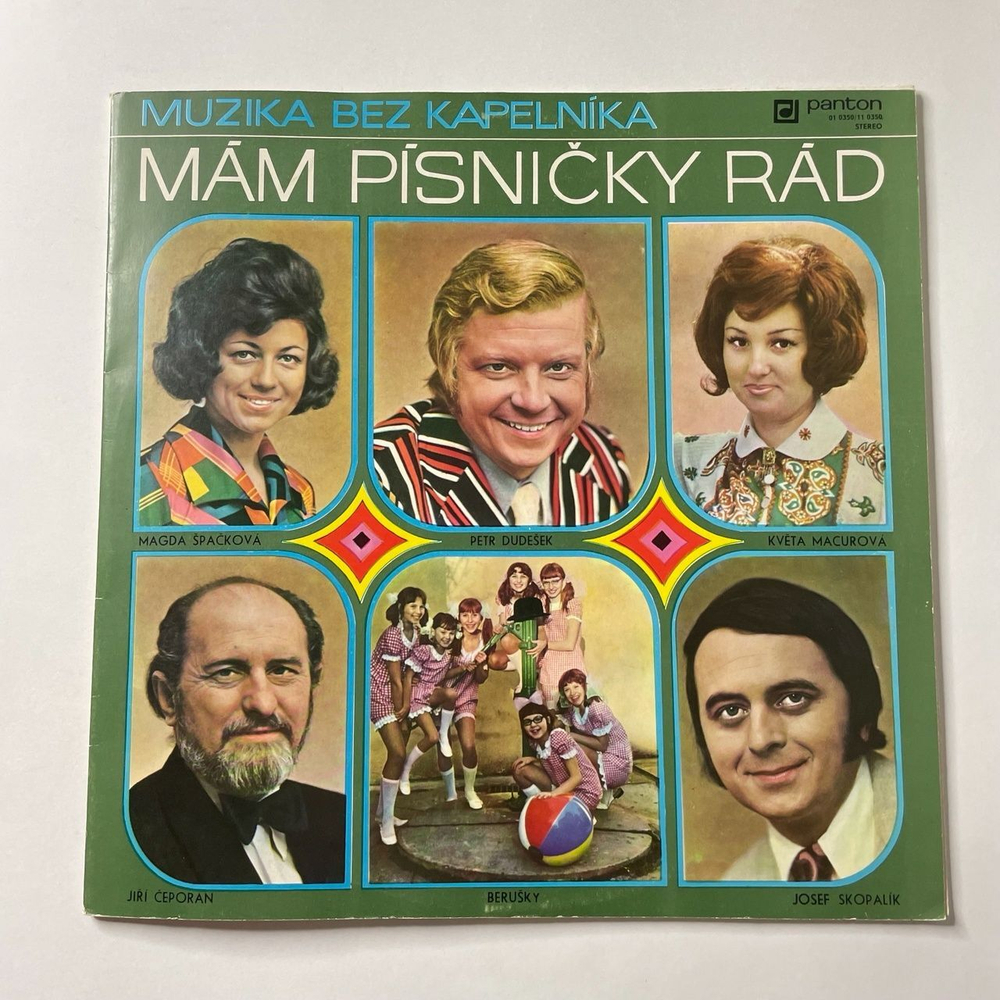 MUZIKA BEZ KAPELNÍKA
panton
01 0350/11 0350
STEREO
MÁM PÍSNIČKY RÁD
MAGDA ŠPAČKOVÁ
PETR DUDEŠEK
KVĚTA MACUROVÁ
JIŘÍ ČEPORAN
BERUŠKY
JOSEF SKOPALÍK